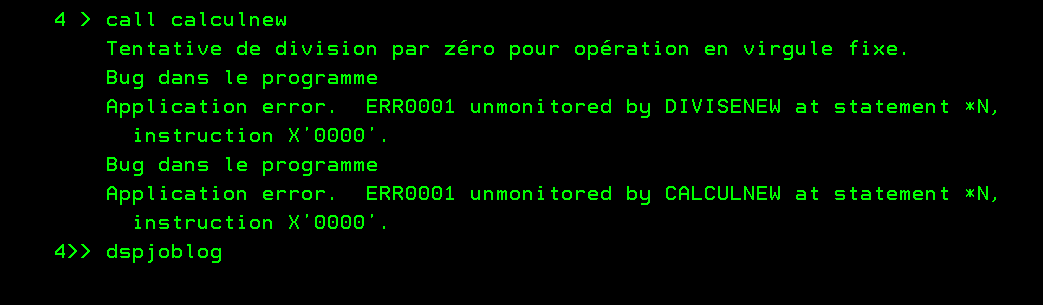 4 > call calculnew
Tentative de division par zéro pour opération en virgule fixe.
Bug dans le programme
Application error.  ERR0001 unmonitored by DIVISENEW at statement *N,
instruction X'0000'.
Bug dans le programme
Application error.  ERR0001 unmonitored by CALCULNEW at statement *N,
instruction X'0000'.
4>> dspjoblog